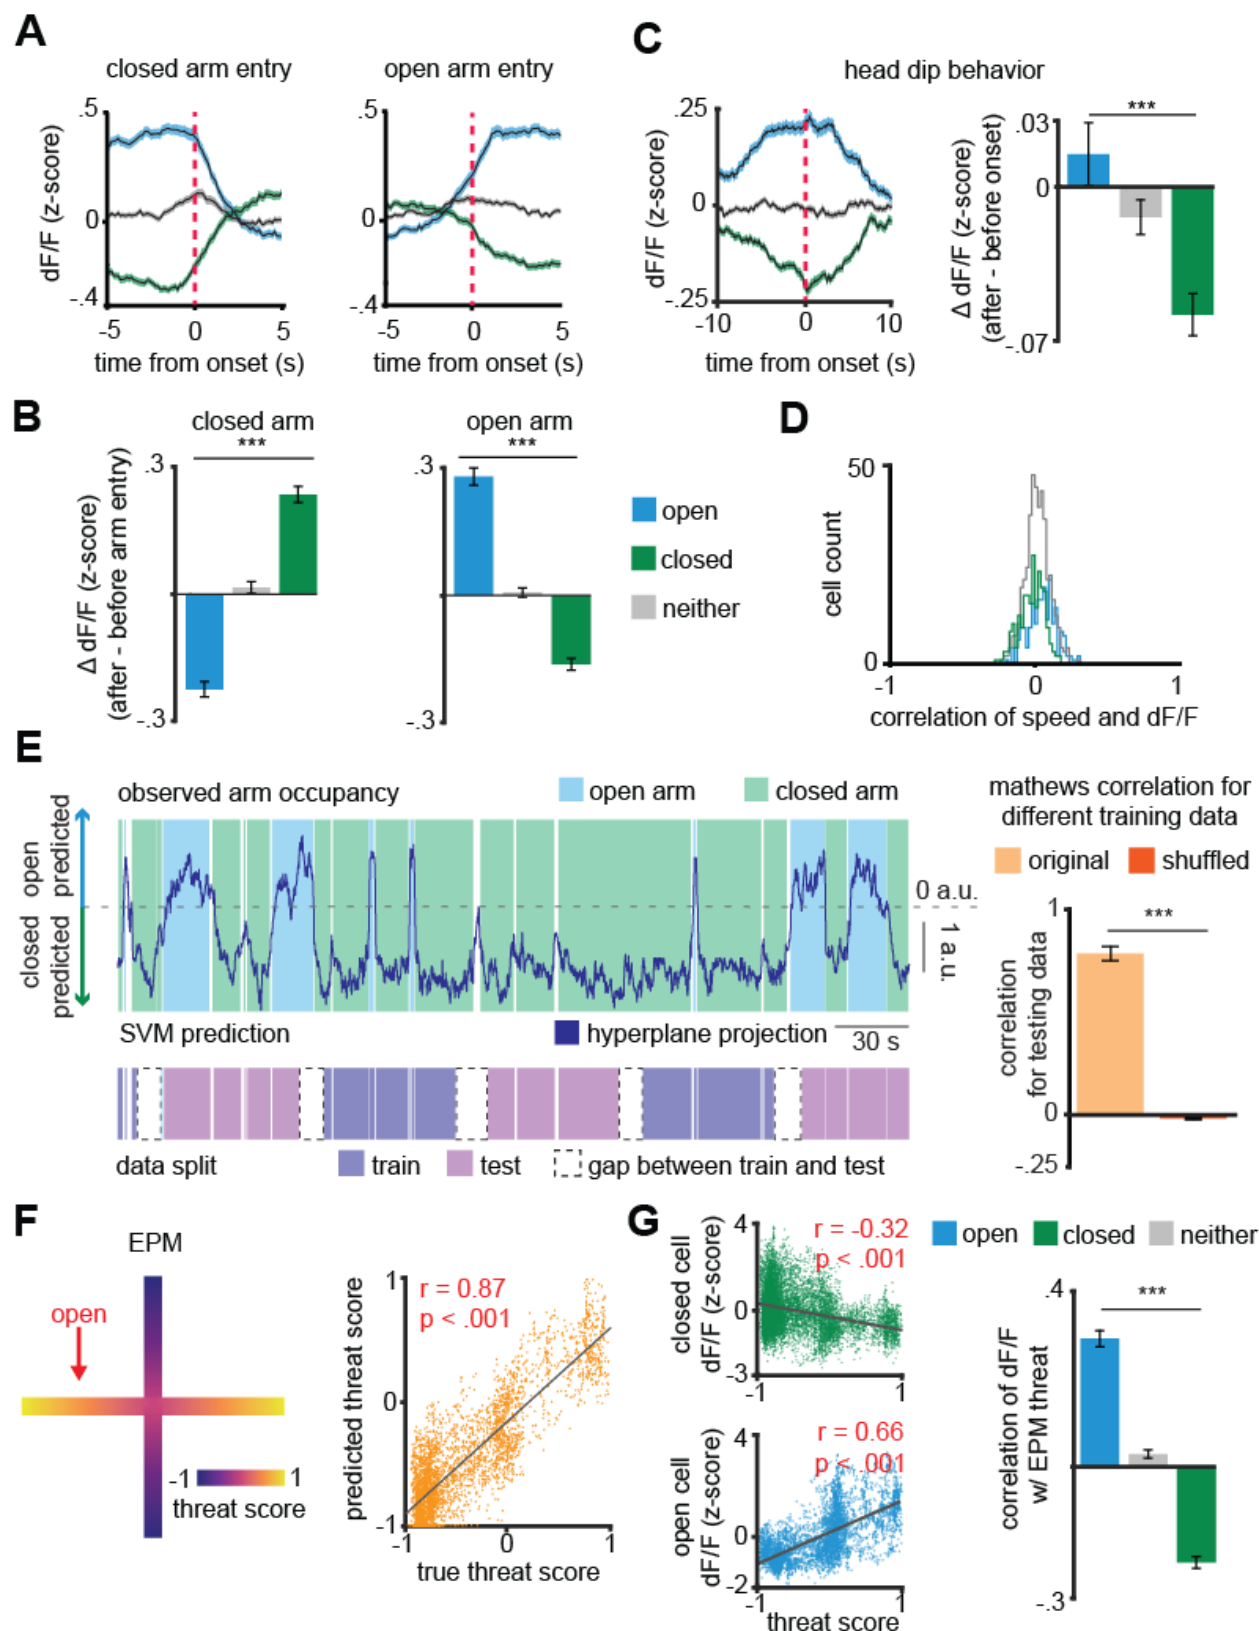 A
closed arm entry
open arm entry
dF/F (z-score)
.5
0
-.4
-5
0
5
time from onset (s)
.5
0
-.4
-5
0
5
time from onset (s)
C
head dip behavior
dF/F (z-score)
.25
0
-.25
-10
0
10
time from onset (s)
Δ dF/F (z-score)
(after - before onset)
.03
0
-.07
***
B
closed arm
***
open arm
***
Δ dF/F (z-score)
(after - before arm entry)
.3
-.3
.3
-.3
open
closed
neither
D
cell count
50
0
-1
0
1
correlation of speed and dF/F
E
observed arm occupancy
open arm
closed arm
open
predicted
closed
predicted
0 a.u.
1 a.u.
SVM prediction
hyperplane projection
30 s
data split
train
test
gap between train and test
mathews correlation for
different training data
original
shuffled
***
correlation
for testing data
1
0
-.25
F
EPM
open
-1
1
threat score
predicted threat score
1
0
-1
r = 0.87
p < .001
-1
0
1
true threat score
G
closed cell
dF/F (z-score)
4
0
-3
r = -0.32
p < .001
-1
1
open cell
dF/F (z-score)
4
0
-2
r = 0.66
p < .001
-1
1
threat score
open
closed
neither
***
correlation of dF/F
w/ EPM threat
.4
-.3